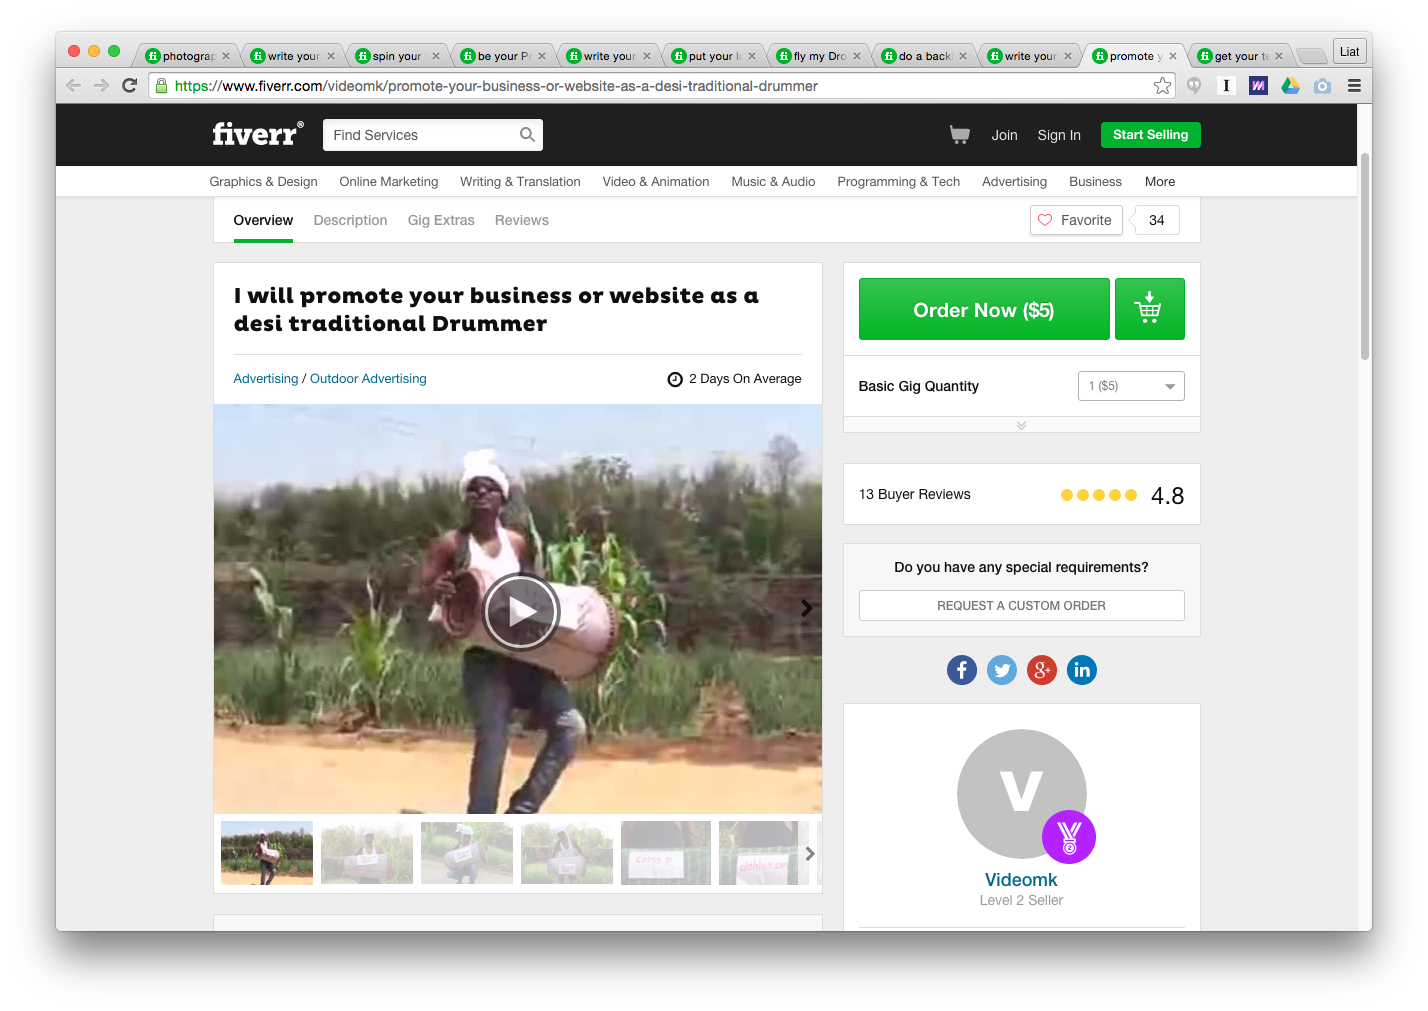 photograp
write your
spin your
be your Pr
write your
put your lo
fly my Dro
do a back
write your
promote y
get your te
Liat
https://www.fiverr.com/videomk/promote-your-business-or-website-as-a-desi-traditional-drummer
fiverr®
Find Services
Join
Sign In
Start Selling
Graphics & Design
Online Marketing
Writing & Translation
Video & Animation
Music & Audio
Programming & Tech
Advertising
Business
More
Overview
Description
Gig Extras
Reviews
Favorite
34
I will promote your business or website as a
desi traditional Drummer
Advertising / Outdoor Advertising
2 Days On Average
Order Now ($5)
Basic Gig Quantity
1 ($5)
13 Buyer Reviews
4.8
Do you have any special requirements?
REQUEST A CUSTOM ORDER
V
2
Videomk
Level 2 Seller